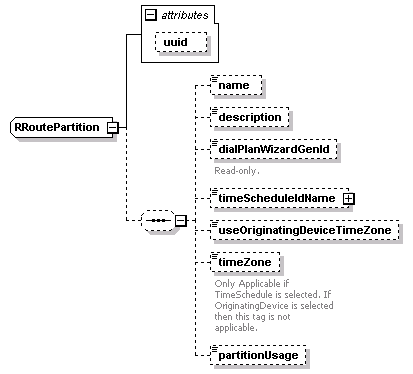 attributes
uuid
RRoutePartition
name
description
dialPlanWizardGenId
Read-only.
timeScheduleIdName
useOriginatingDeviceTimeZone
timeZone
Only Applicable if
TimeSchedule is selected. If
OriginatingDevice is selected
then this tag is not
applicable.
partitionUsage